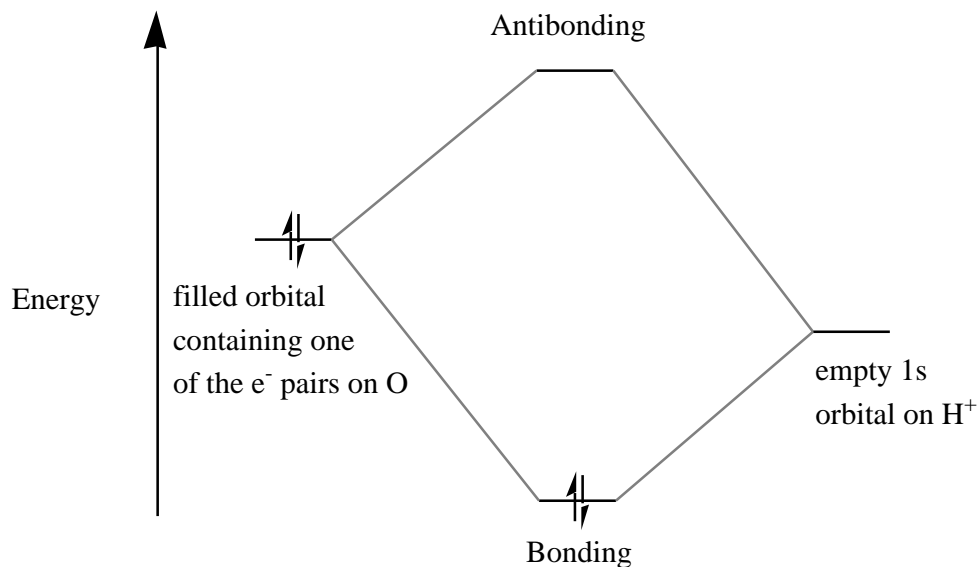 Antibonding
Energy
filled orbital
containing one
of the e⁻ pairs on O
empty 1s
orbital on H⁺
Bonding